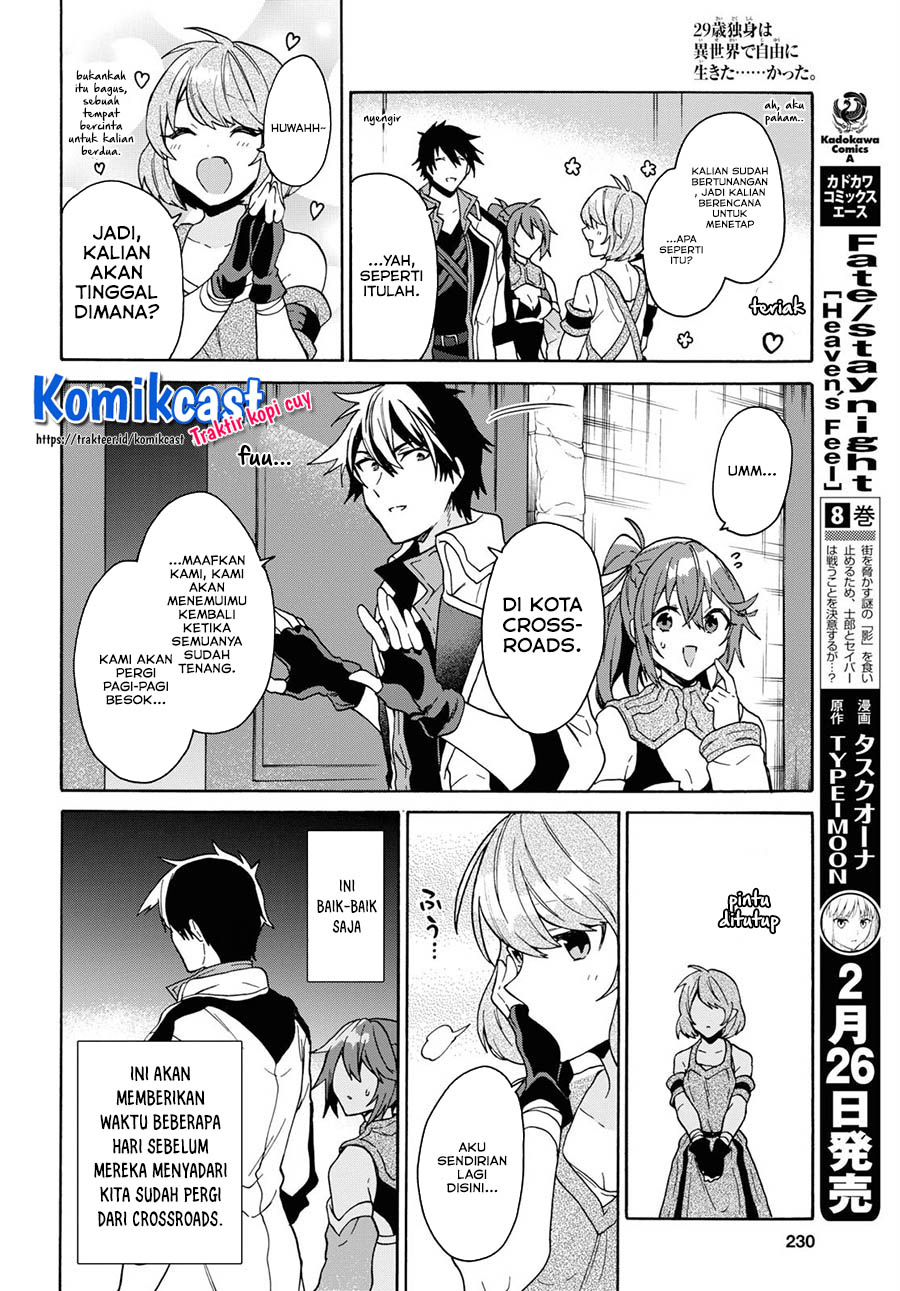 29歳独身は
異世界で自由に
生きた……かった。
ah, aku
paham..
KALIAN SUDAH
BERTUNANGAN
, JADI KALIAN
BERENCANA
UNTUK
MENETAP
...APA
SEPERTI
ITU?
teriak
nyengir
...YAH,
SEPERTI
ITULAH.
HUWAHH~
bukankah
itu bagus,
sebuah
tempat
bercinta
untuk kalian
berdua.
JADI,
KALIAN
AKAN
TINGGAL
DIMANA?
Komikcast
Traktir kopi cuy
https://trakteer.id/komikcast
UMM...
DI KOTA
CROSS-
ROADS.
fuu...
...MAAFKAN
KAMI, KAMI
AKAN
MENEMUIMU
KEMBALI
KETIKA
SEMUANYA
SUDAH
TENANG.
KAMI AKAN
PERGI
PAGI-PAGI
BESOK...
pintu
ditutup
ふぅ…
AKU
SENDIRIAN
LAGI
DISINI...
INI
BAIK-BAIK
SAJA
INI AKAN
MEMBERIKAN
WAKTU BEBERAPA
HARI SEBELUM
MEREKA MENYADARI
KITA SUDAH PERGI
DARI CROSSROADS.
Kadokawa
Comics
A
カドカワ
コミックス
エース
Fate/stay night
[Heaven's Feel]
8巻
街を脅かす謎の「影」を食い
止めるため、士郎とセイバー
は戦うことを決意するが…?
漫画 タスクオーナ
原作 TYPE-MOON
2月26日発売
230